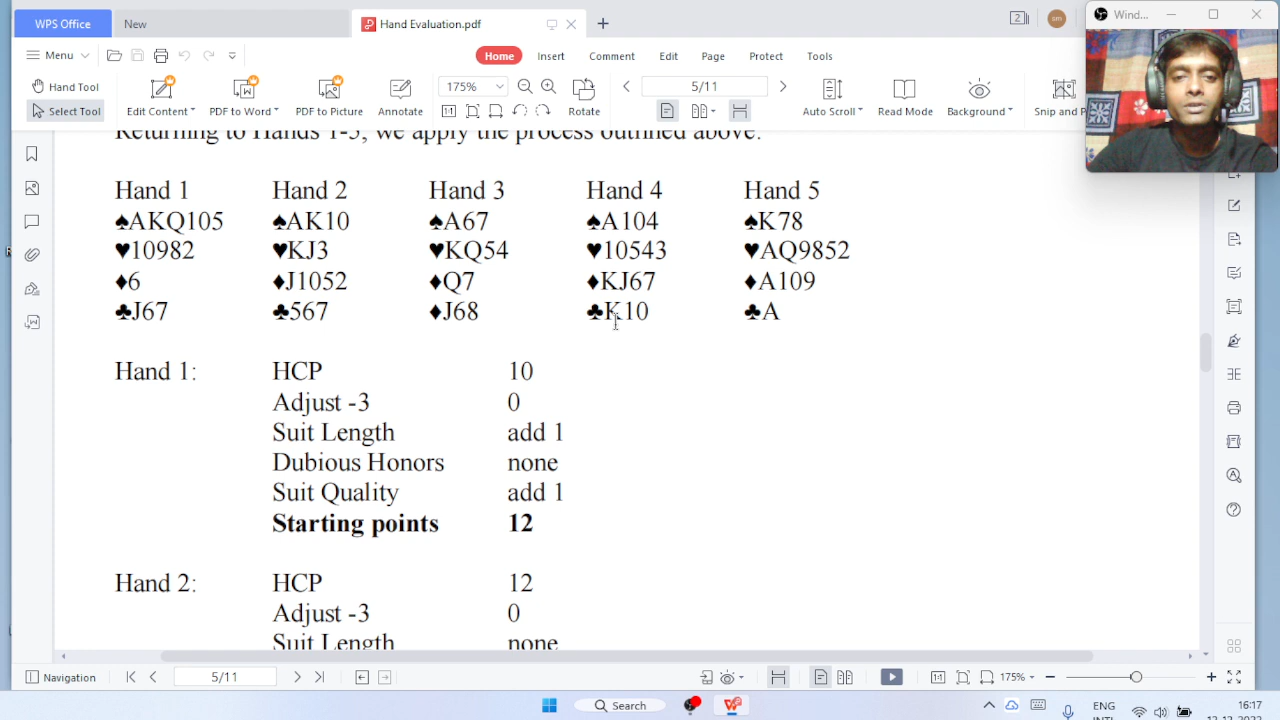 WPS Office
New
Hand Evaluation.pdf
2
sm
Wind...
Menu
Home
Insert
Comment
Edit
Page
Protect
Tools
Hand Tool
Select Tool
Edit Content
PDF to Word
PDF to Picture
Annotate
175%
Rotate
5/11
Auto Scroll
Read Mode
Background
Snip and P
Returning to Hands 1-5, we apply the process outlined above.
Hand 1 Hand 2 Hand 3 Hand 4 Hand 5
♠AKQ105 ♠AK10 ♠A67 ♠A104 ♠K78
♥10982 ♥KJ3 ♥KQ54 ♥10543 ♥AQ9852
♦6 ♦J1052 ♦Q7 ♦KJ67 ♦A109
♣J67 ♣567 ♦J68 ♣K10 ♣A
Hand 1: HCP 10
Adjust -3 0
Suit Length add 1
Dubious Honors none
Suit Quality add 1
Starting points 12
Hand 2: HCP 12
Adjust -3 0
Suit Length none
Navigation
5/11
175%
Search
ENG
INTL
16:17